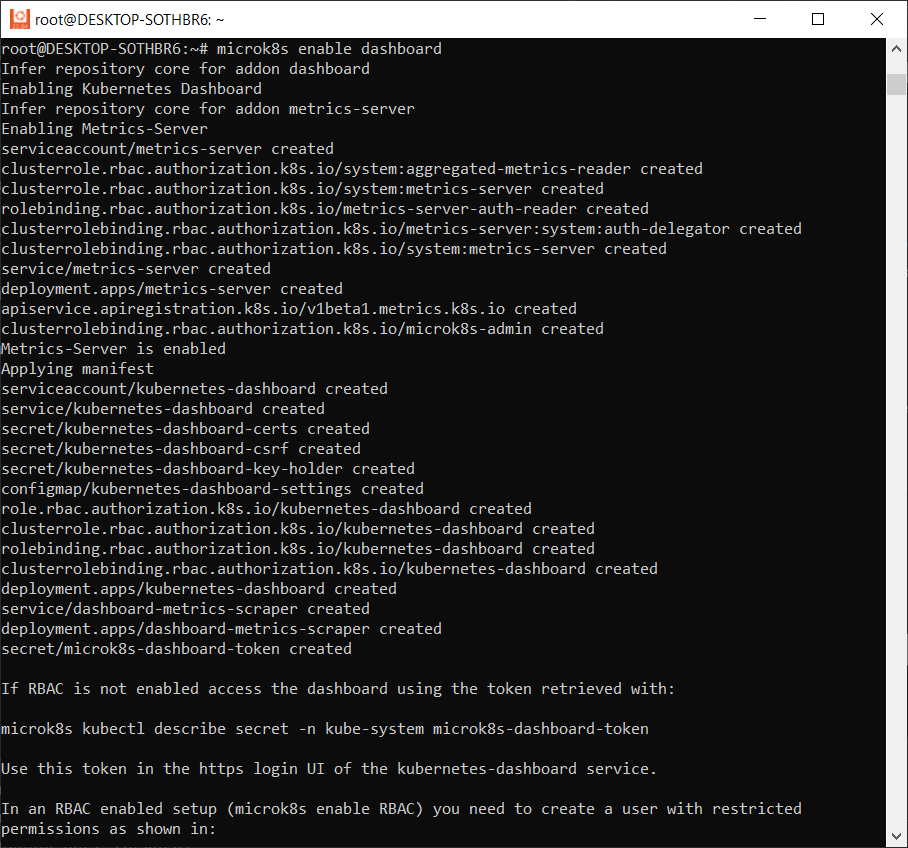 root@DESKTOP-SOTHBR6: ~
root@DESKTOP-SOTHBR6:~# microk8s enable dashboard
Infer repository core for addon dashboard
Enabling Kubernetes Dashboard
Infer repository core for addon metrics-server
Enabling Metrics-Server
serviceaccount/metrics-server created
clusterrole.rbac.authorization.k8s.io/system:aggregated-metrics-reader created
clusterrole.rbac.authorization.k8s.io/system:metrics-server created
rolebinding.rbac.authorization.k8s.io/metrics-server-auth-reader created
clusterrolebinding.rbac.authorization.k8s.io/metrics-server:system:auth-delegator created
clusterrolebinding.rbac.authorization.k8s.io/system:metrics-server created
service/metrics-server created
deployment.apps/metrics-server created
apiservice.apiregistration.k8s.io/v1beta1.metrics.k8s.io created
clusterrolebinding.rbac.authorization.k8s.io/microk8s-admin created
Metrics-Server is enabled
Applying manifest
serviceaccount/kubernetes-dashboard created
service/kubernetes-dashboard created
secret/kubernetes-dashboard-certs created
secret/kubernetes-dashboard-csrf created
secret/kubernetes-dashboard-key-holder created
configmap/kubernetes-dashboard-settings created
role.rbac.authorization.k8s.io/kubernetes-dashboard created
clusterrole.rbac.authorization.k8s.io/kubernetes-dashboard created
rolebinding.rbac.authorization.k8s.io/kubernetes-dashboard created
clusterrolebinding.rbac.authorization.k8s.io/kubernetes-dashboard created
deployment.apps/kubernetes-dashboard created
service/dashboard-metrics-scraper created
deployment.apps/dashboard-metrics-scraper created
secret/microk8s-dashboard-token created
If RBAC is not enabled access the dashboard using the token retrieved with:
microk8s kubectl describe secret -n kube-system microk8s-dashboard-token
Use this token in the https login UI of the kubernetes-dashboard service.
In an RBAC enabled setup (microk8s enable RBAC) you need to create a user with restricted
permissions as shown in: